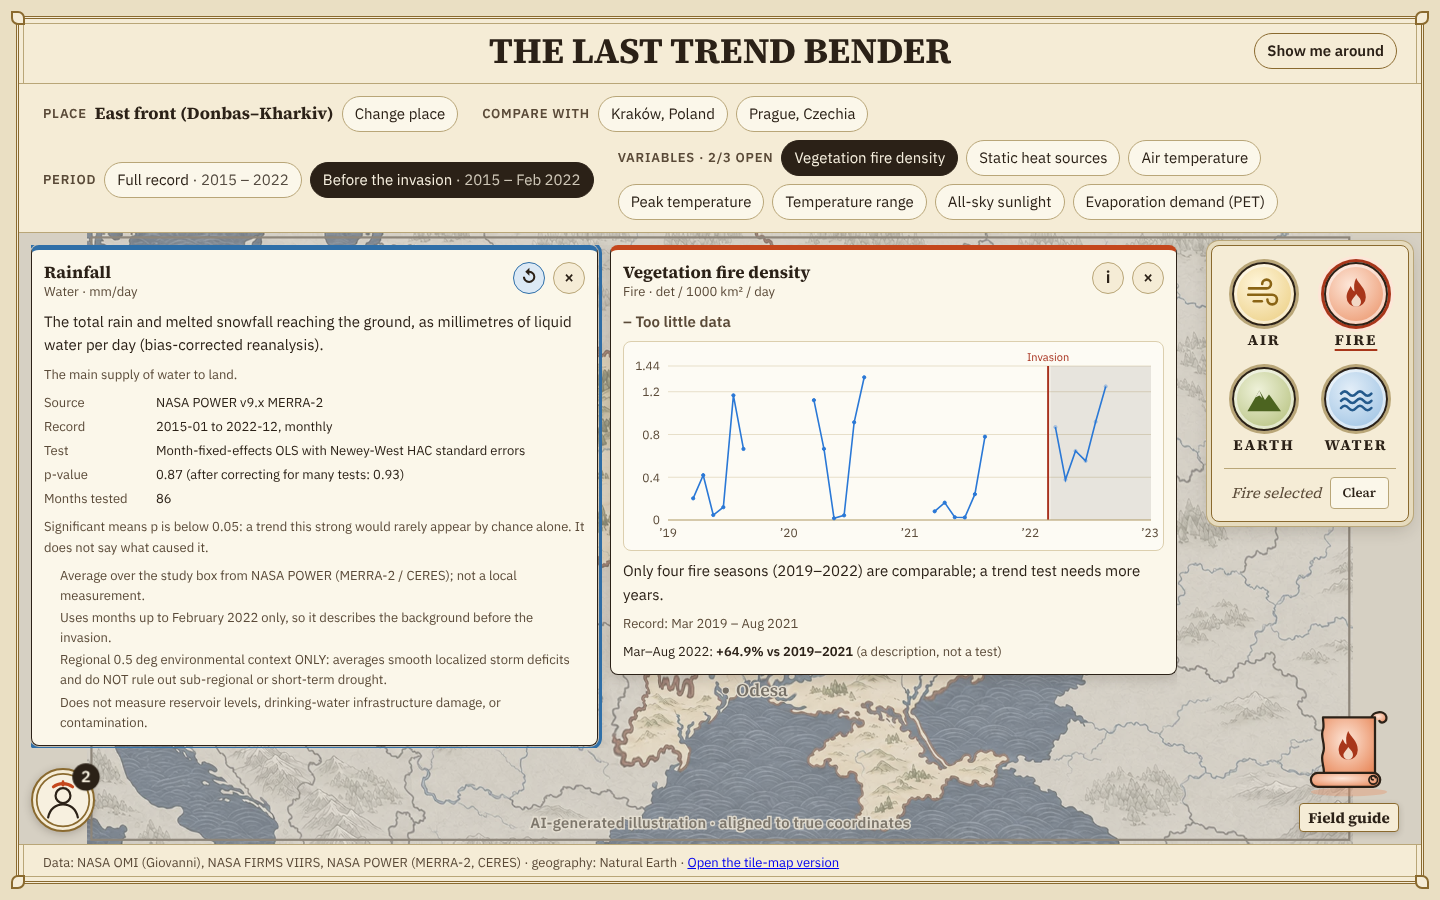 THE LAST TREND BENDER
Show me around
PLACE East front (Donbas–Kharkiv) Change place COMPARE WITH Kraków, Poland Prague, Czechia
PERIOD Full record · 2015 – 2022 Before the invasion · 2015 – Feb 2022
VARIABLES · 2/3 OPEN Vegetation fire density Static heat sources Air temperature
Peak temperature Temperature range All-sky sunlight Evaporation demand (PET)
Rainfall
Water · mm/day
×
The total rain and melted snowfall reaching the ground, as millimetres of liquid
water per day (bias-corrected reanalysis).
The main supply of water to land.
Source NASA POWER v9.x MERRA-2
Record 2015-01 to 2022-12, monthly
Test Month-fixed-effects OLS with Newey-West HAC standard errors
p-value 0.87 (after correcting for many tests: 0.93)
Months tested 86
Significant means p is below 0.05: a trend this strong would rarely appear by chance alone. It
does not say what caused it.
Average over the study box from NASA POWER (MERRA-2 / CERES); not a local
measurement.
Uses months up to February 2022 only, so it describes the background before the
invasion.
Regional 0.5 deg environmental context ONLY: averages smooth localized storm deficits
and do NOT rule out sub-regional or short-term drought.
Does not measure reservoir levels, drinking-water infrastructure damage, or
contamination.
Vegetation fire density
Fire · det / 1000 km² / day
i ×
– Too little data
Invasion
1.44
1.2
0.8
0.4
0
’19 ’20 ’21 ’22 ’23
Only four fire seasons (2019–2022) are comparable; a trend test needs more
years.
Record: Mar 2019 – Aug 2021
Mar–Aug 2022: +64.9% vs 2019–2021 (a description, not a test)
AIR FIRE
EARTH WATER
Fire selected Clear
Odesa
2
AI-generated illustration · aligned to true coordinates
Field guide
Data: NASA OMI (Giovanni), NASA FIRMS VIIRS, NASA POWER (MERRA-2, CERES) · geography: Natural Earth · Open the tile-map version